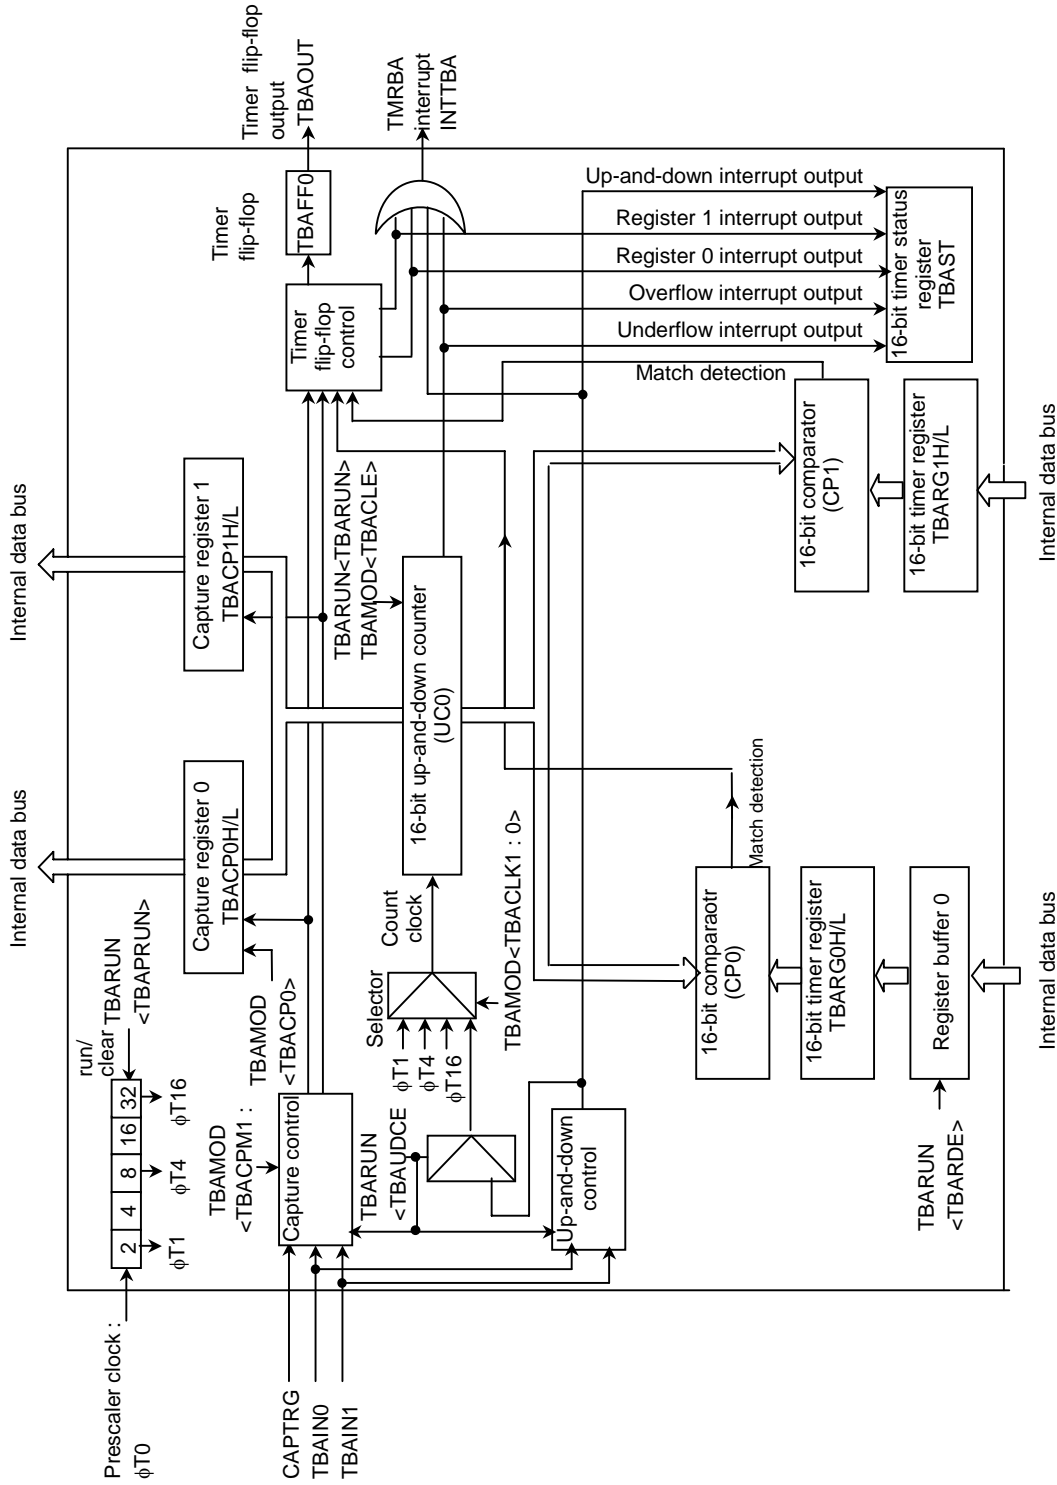 Prescaler clock :
φT0
2 4 8 16 32
φT1
φT4
φT16
run/
clear
TBARUN
<TBAPRUN>
Internal data bus
Internal data bus
Capture register 0
TBACP0H/L
Capture register 1
TBACP1H/L
TBAMOD
<TBACP0>
TBAMOD
<TBACPM1 :
Capture control
CAPTRG
TBAIN0
TBAIN1
TBARUN
<TBAUDCE
Selector
φT1
φT4
φT16
Count
clock
TBAMOD<TBACLK1 : 0>
16-bit up-and-down counter
(UC0)
TBARUN<TBARUN>
TBAMOD<TBACLE>
Up-and-down
control
Timer
flip-flop
control
Timer
flip-flop
TBAFF0
Timer flip-flop
output
TBAOUT
TMRBA
interrupt
INTTBA
Up-and-down interrupt output
Register 1 interrupt output
Register 0 interrupt output
Overflow interrupt output
Underflow interrupt output
16-bit timer status
register
TBAST
Match detection
16-bit comparator
(CP1)
16-bit timer register
TBARG1H/L
Internal data bus
Match detection
16-bit comparaotr
(CP0)
16-bit timer register
TBARG0H/L
Register buffer 0
TBARUN
<TBARDE>
Internal data bus